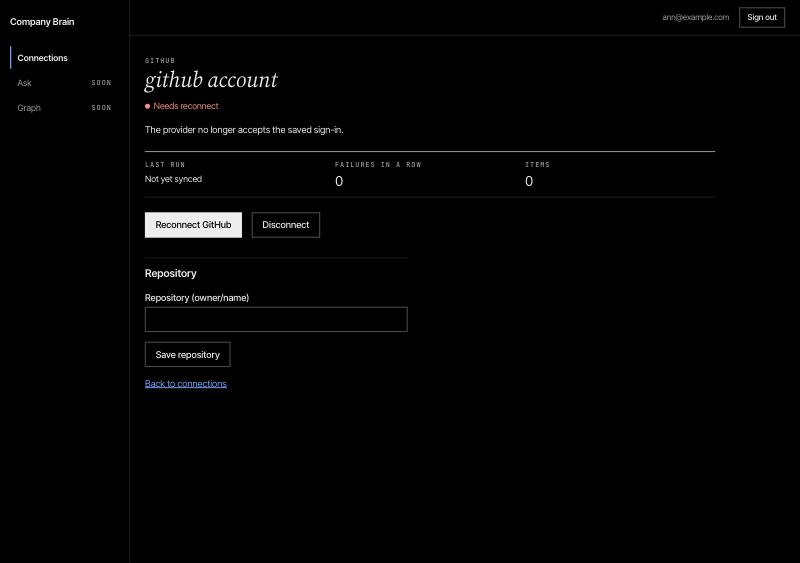 Company Brain
ann@example.com
Sign out
Connections
Ask SOON
Graph SOON
GITHUB
github account
Needs reconnect
The provider no longer accepts the saved sign-in.
LAST RUN FAILURES IN A ROW ITEMS
Not yet synced 0 0
Reconnect GitHub Disconnect
Repository
Repository (owner/name)
Save repository
Back to connections